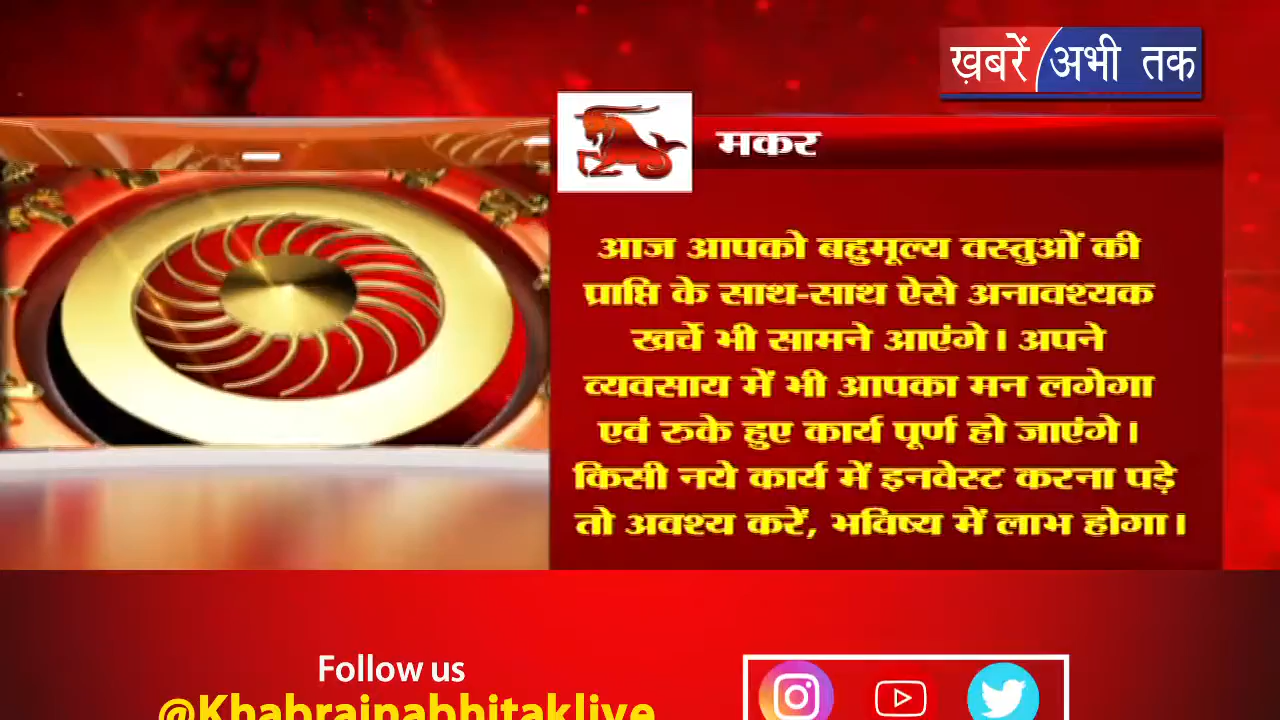 ख़बरें अभी तक
मकर
आज आपको बहुमूल्य वस्तुओं की
प्राप्ति के साथ-साथ ऐसे अनावश्यक
खर्चे भी सामने आएंगे। अपने
व्यवसाय में भी आपका मन लगेगा
एवं रुके हुए कार्य पूर्ण हो जाएंगे।
किसी नये कार्य में इनवेस्ट करना पड़े
तो अवश्य करें, भविष्य में लाभ होगा।
Follow us
@Khabrainabhitaklive